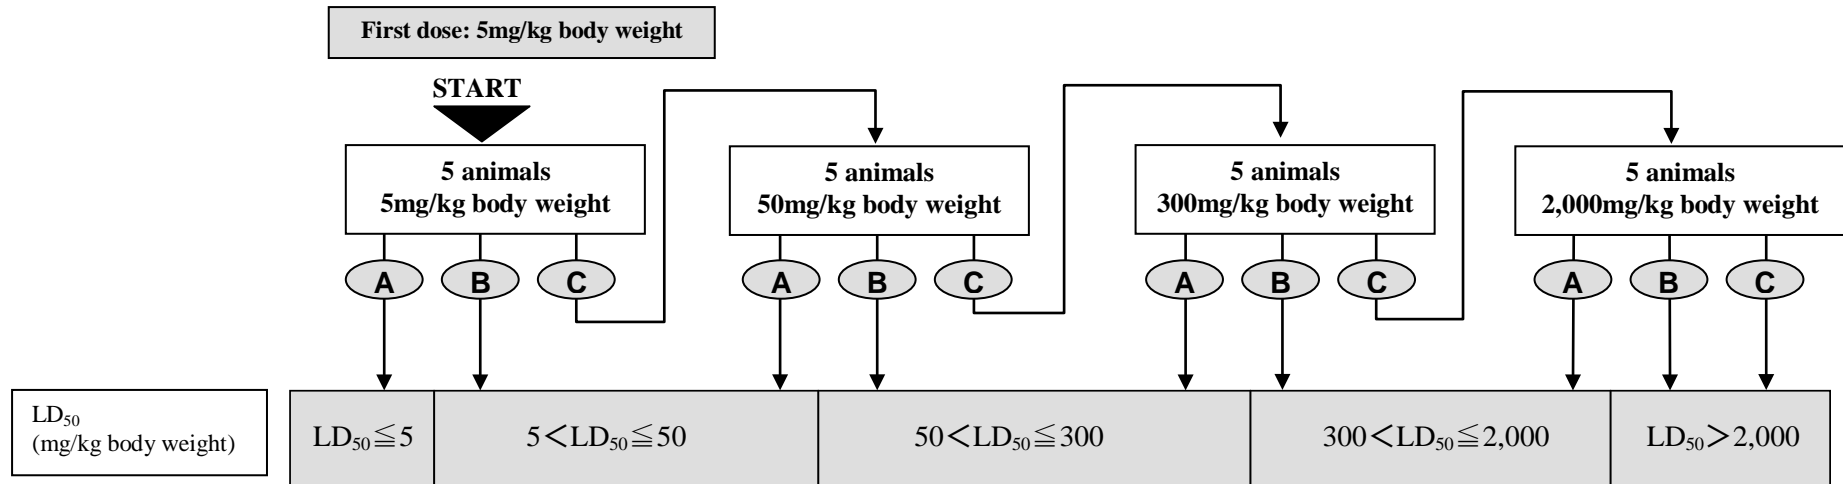 First dose: 5mg/kg body weight
START
5 animals
5mg/kg body weight
5 animals
50mg/kg body weight
5 animals
300mg/kg body weight
5 animals
2,000mg/kg body weight
A B C A B C A B C A B C
LD₅₀
(mg/kg body weight)
LD₅₀≦5 5＜LD₅₀≦50 50＜LD₅₀≦300 300＜LD₅₀≦2,000 LD₅₀＞2,000